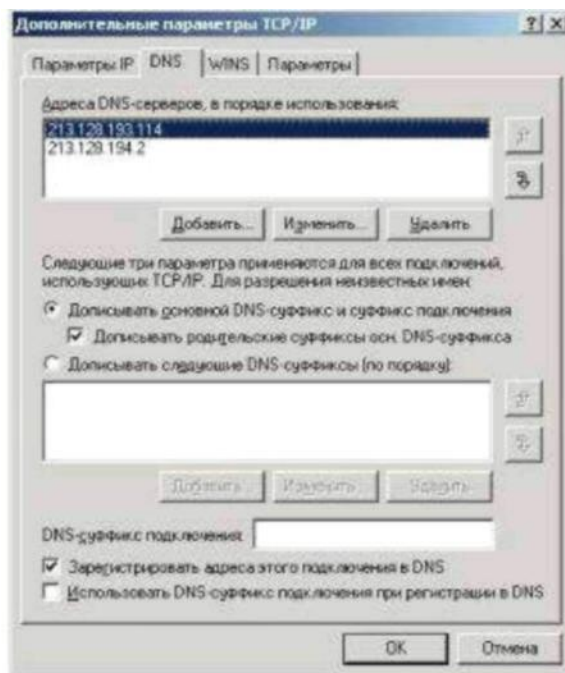 Дополнительные параметры TCP/IP
Параметры IP DNS WINS Параметры
Адреса DNS-серверов, в порядке использования:
213.128.193.114
213.128.194.2
Добавить... Изменить... Удалить
Следующие три параметра применяются для всех подключений,
использующих TCP/IP. Для разрешения неизвестных имен:
Дописывать основной DNS-суффикс и суффикс подключения
Дописывать родительские суффиксы осн. DNS-суффикса
Дописывать следующие DNS-суффиксы (по порядку):
Добавить... Изменить... Удалить
DNS-суффикс подключения:
Зарегистрировать адреса этого подключения в DNS
Использовать DNS-суффикс подключения при регистрации в DNS
OK Отмена